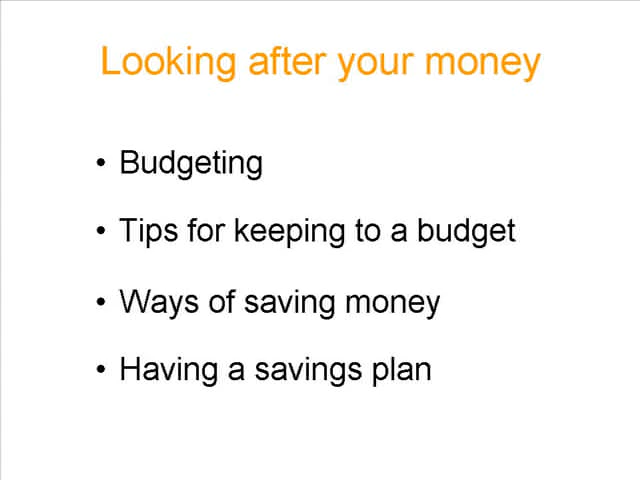 Looking after your money
• Budgeting
• Tips for keeping to a budget
• Ways of saving money
• Having a savings plan